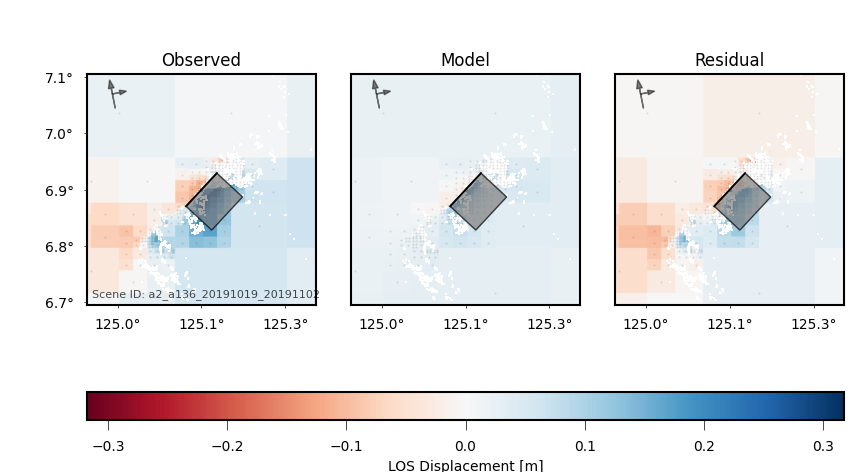 Observed
Model
Residual
7.1°
7.0°
6.9°
6.8°
6.7°
Scene ID: a2_a136_20191019_20191102
125.0° 125.1° 125.3°
125.0° 125.1° 125.3°
125.0° 125.1° 125.3°
−0.3 −0.2 −0.1 0.0 0.1 0.2 0.3
LOS Displacement [m]